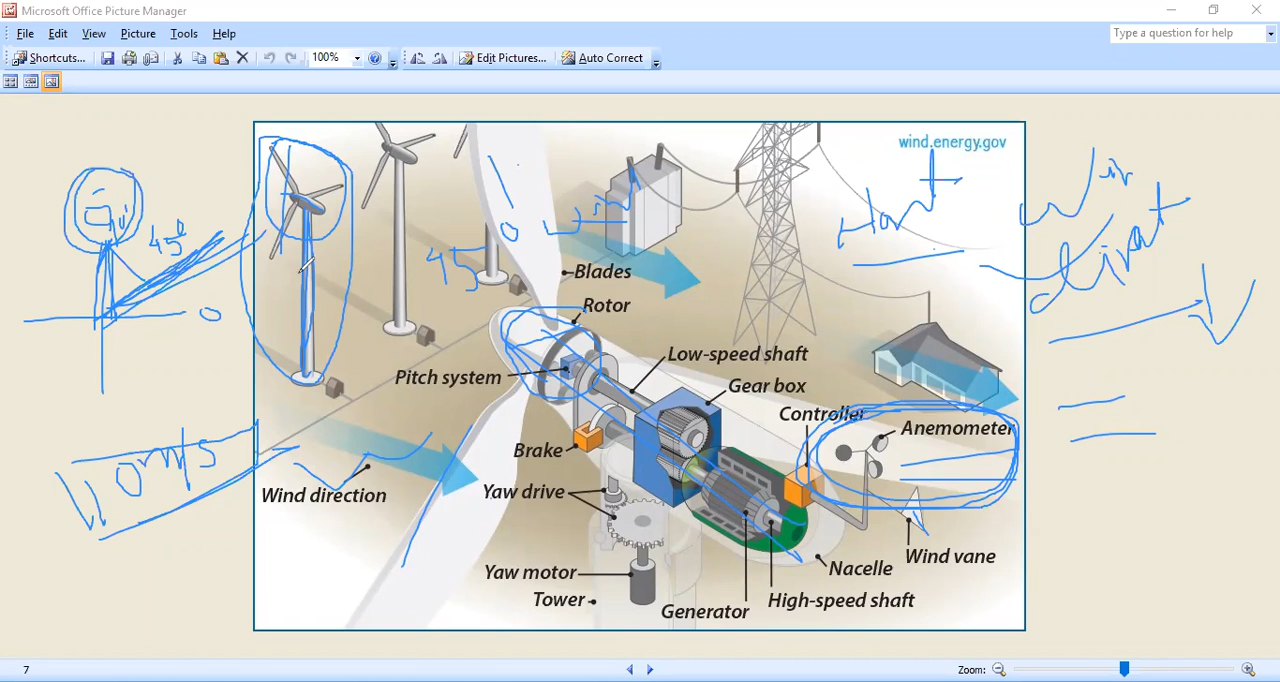 Microsoft Office Picture Manager
File Edit View Picture Tools Help
Type a question for help
Shortcuts... 100% Edit Pictures... Auto Correct
wind.energy.gov
45°
45 0
0
Blades
Rotor
Low-speed shaft
Pitch system
Gear box
Controller
Anemometer
Brake
Wind direction
Yaw drive
Wind vane
Nacelle
Yaw motor
High-speed shaft
Tower
Generator
7
Zoom: